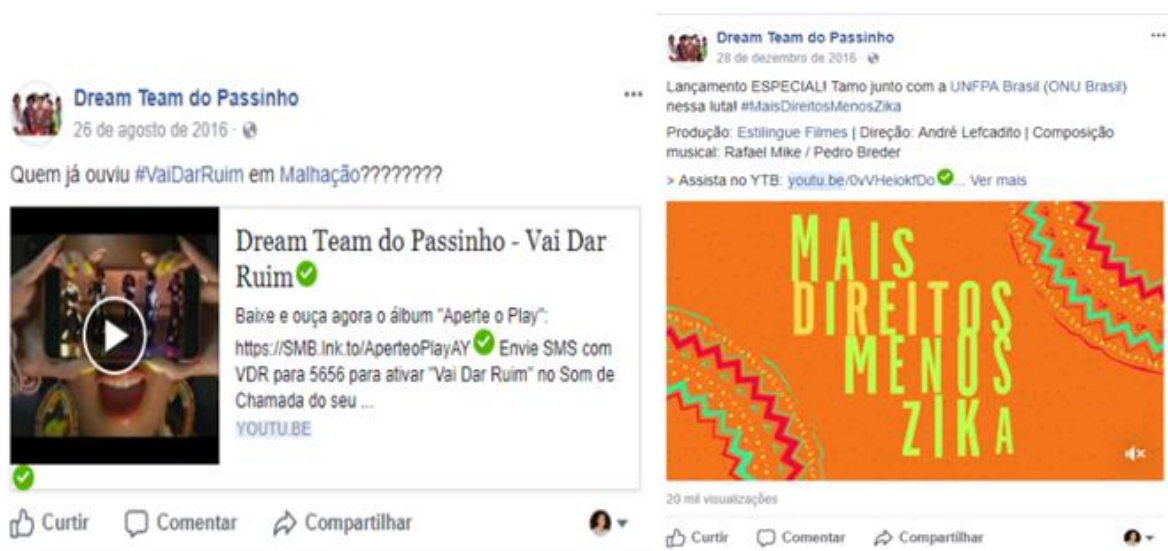 Dream Team do Passinho
26 de agosto de 2016 ·
Quem já ouviu #VaiDarRuim em Malhação????????
Dream Team do Passinho - Vai Dar
Ruim
Baixe e ouça agora o álbum "Aperte o Play":
https://SMB.lnk.to/AperteoPlayAY Envie SMS com
VDR para 5656 para ativar "Vai Dar Ruim" no Som de
Chamada do seu ...
YOUTU.BE
Curtir Comentar Compartilhar
Dream Team do Passinho
28 de dezembro de 2016 ·
Lançamento ESPECIAL! Tamo junto com a UNFPA Brasil (ONU Brasil)
nessa luta! #MaisDireitosMenosZika
Produção: Estilingue Filmes | Direção: André Lefcadito | Composição
musical: Rafael Mike / Pedro Breder
> Assista no YTB: youtu.be/0vVHeiokfDo ... Ver mais
MAIS
DIREITOS
MENOS
ZIKA
20 mil visualizações
Curtir Comentar Compartilhar